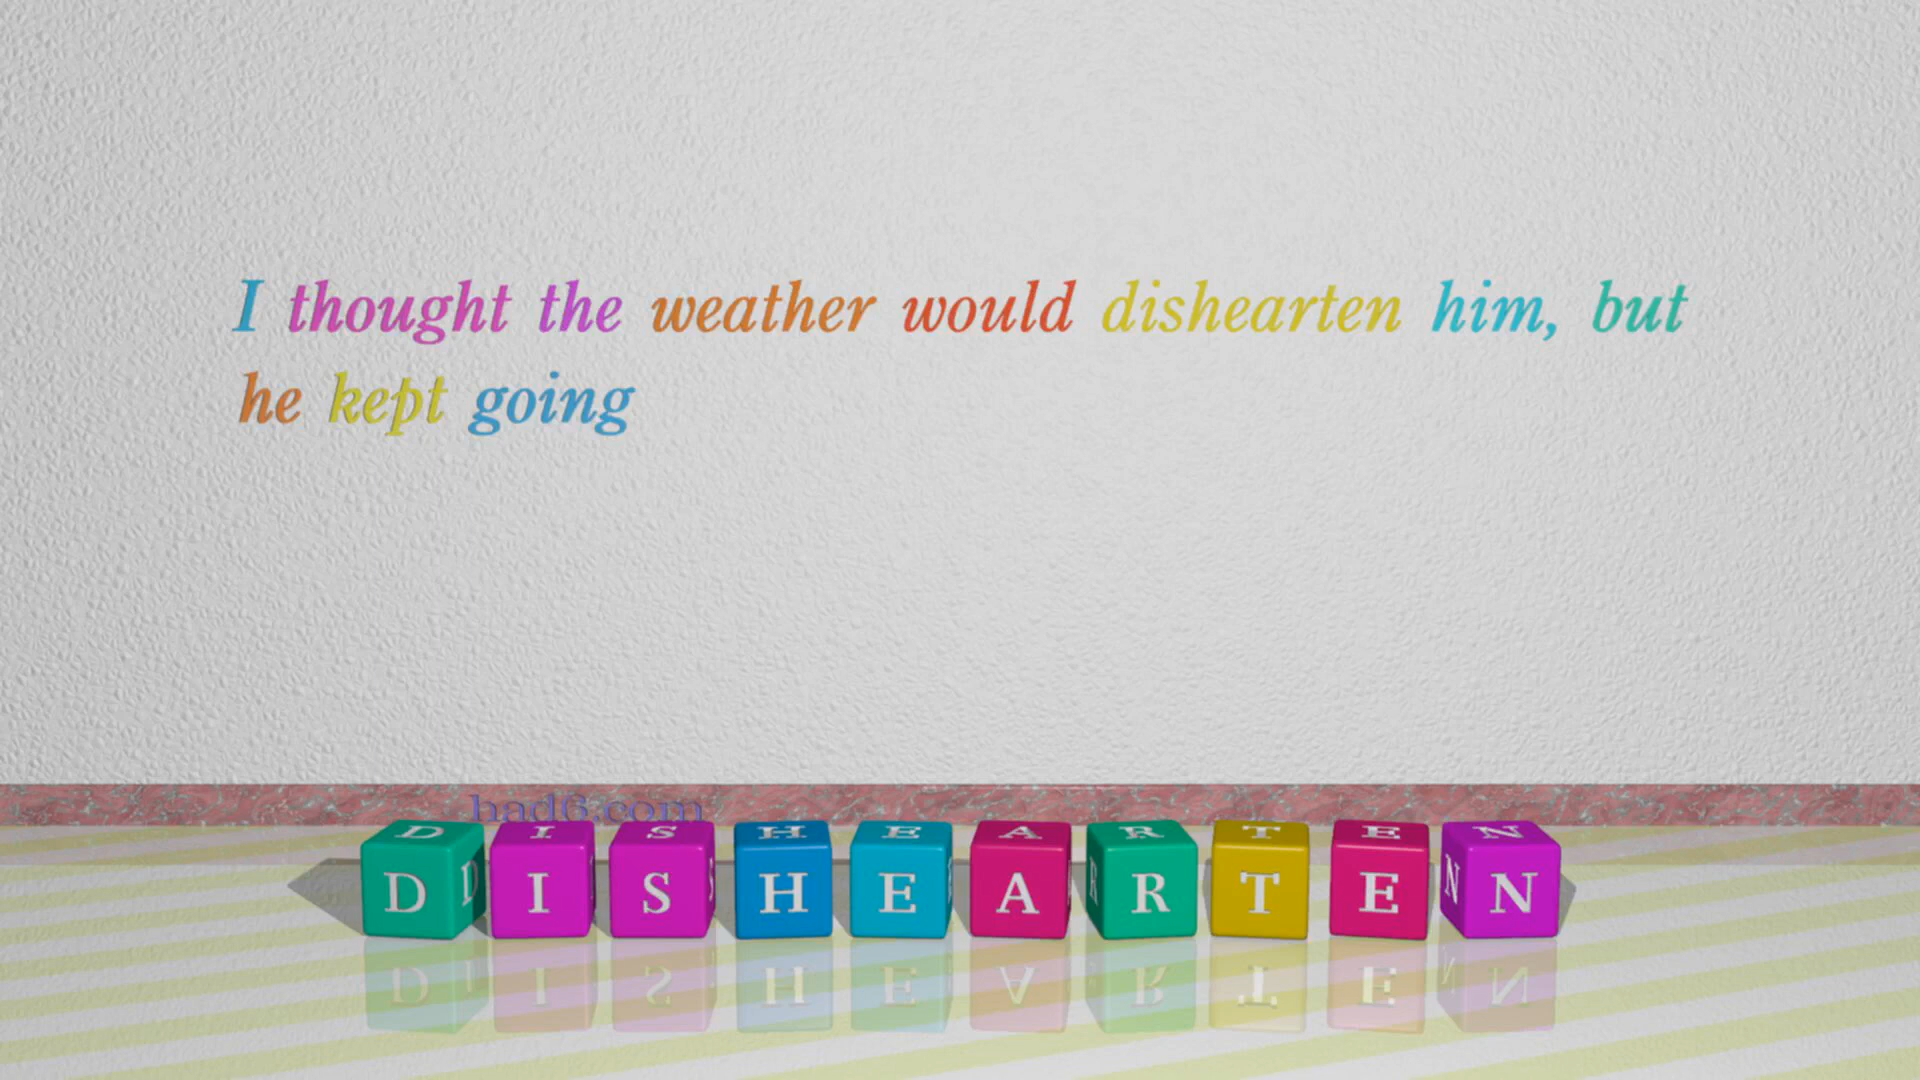 I thought the weather would dishearten him, but
he kept going
had6.com
DISHEARTEN